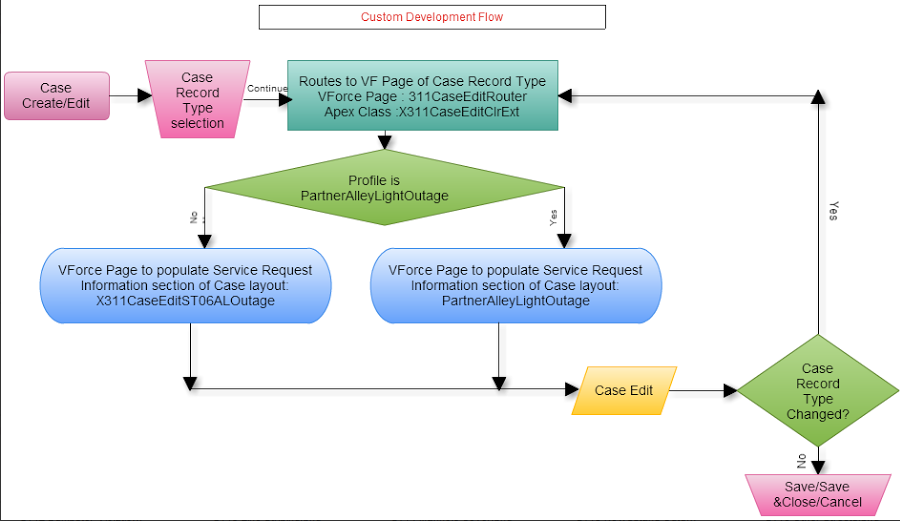 Custom Development Flow
Case
Create/Edit
Case
Record
Type
selection
Continue
Routes to VF Page of Case Record Type
VForce Page : 311CaseEditRouter
Apex Class :X311CaseEditClrExt
Profile is
PartnerAlleyLightOutage
No
Yes
VForce Page to populate Service Request
Information section of Case layout:
X311CaseEditST06ALOutage
VForce Page to populate Service Request
Information section of Case layout:
PartnerAlleyLightOutage
Case Edit
Case
Record
Type
Changed?
Yes
No
Save/Save
&Close/Cancel